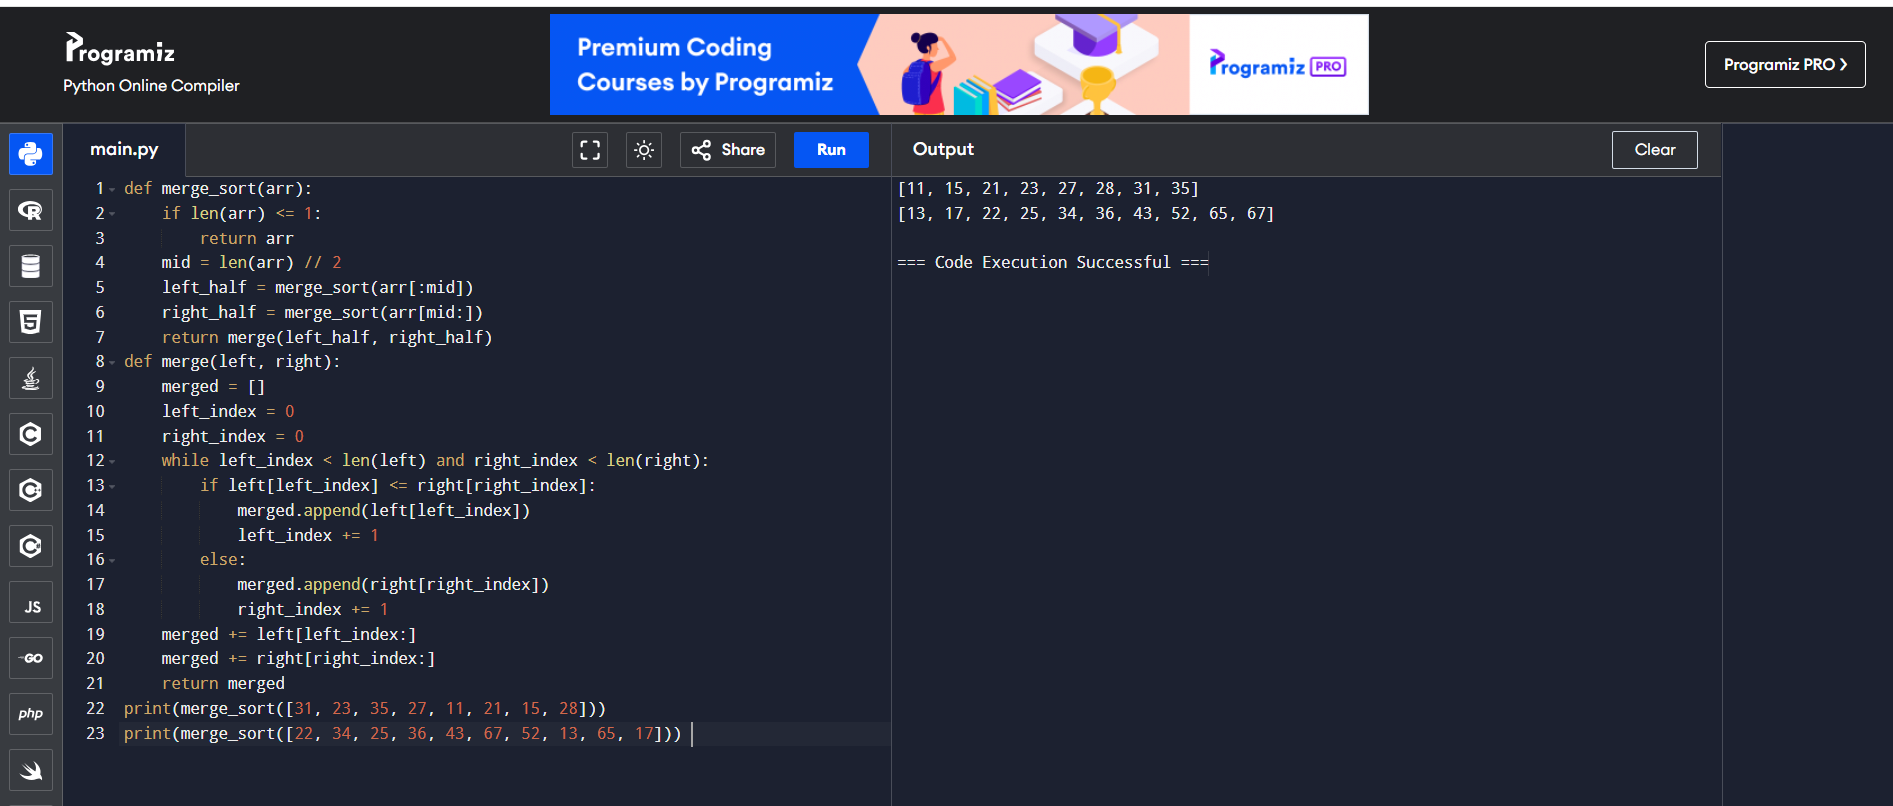 Programiz
Python Online Compiler
Premium Coding
Courses by Programiz
Programiz PRO
Programiz PRO
main.py
Share
Run
Output
Clear
1 def merge_sort(arr):
2     if len(arr) <= 1:
3         return arr
4     mid = len(arr) // 2
5     left_half = merge_sort(arr[:mid])
6     right_half = merge_sort(arr[mid:])
7     return merge(left_half, right_half)
8 def merge(left, right):
9     merged = []
10     left_index = 0
11     right_index = 0
12     while left_index < len(left) and right_index < len(right):
13         if left[left_index] <= right[right_index]:
14             merged.append(left[left_index])
15             left_index += 1
16         else:
17             merged.append(right[right_index])
18             right_index += 1
19     merged += left[left_index:]
20     merged += right[right_index:]
21     return merged
22 print(merge_sort([31, 23, 35, 27, 11, 21, 15, 28]))
23 print(merge_sort([22, 34, 25, 36, 43, 67, 52, 13, 65, 17]))
[11, 15, 21, 23, 27, 28, 31, 35]
[13, 17, 22, 25, 34, 36, 43, 52, 65, 67]
=== Code Execution Successful ===
R
5
C
C
C
JS
GO
php